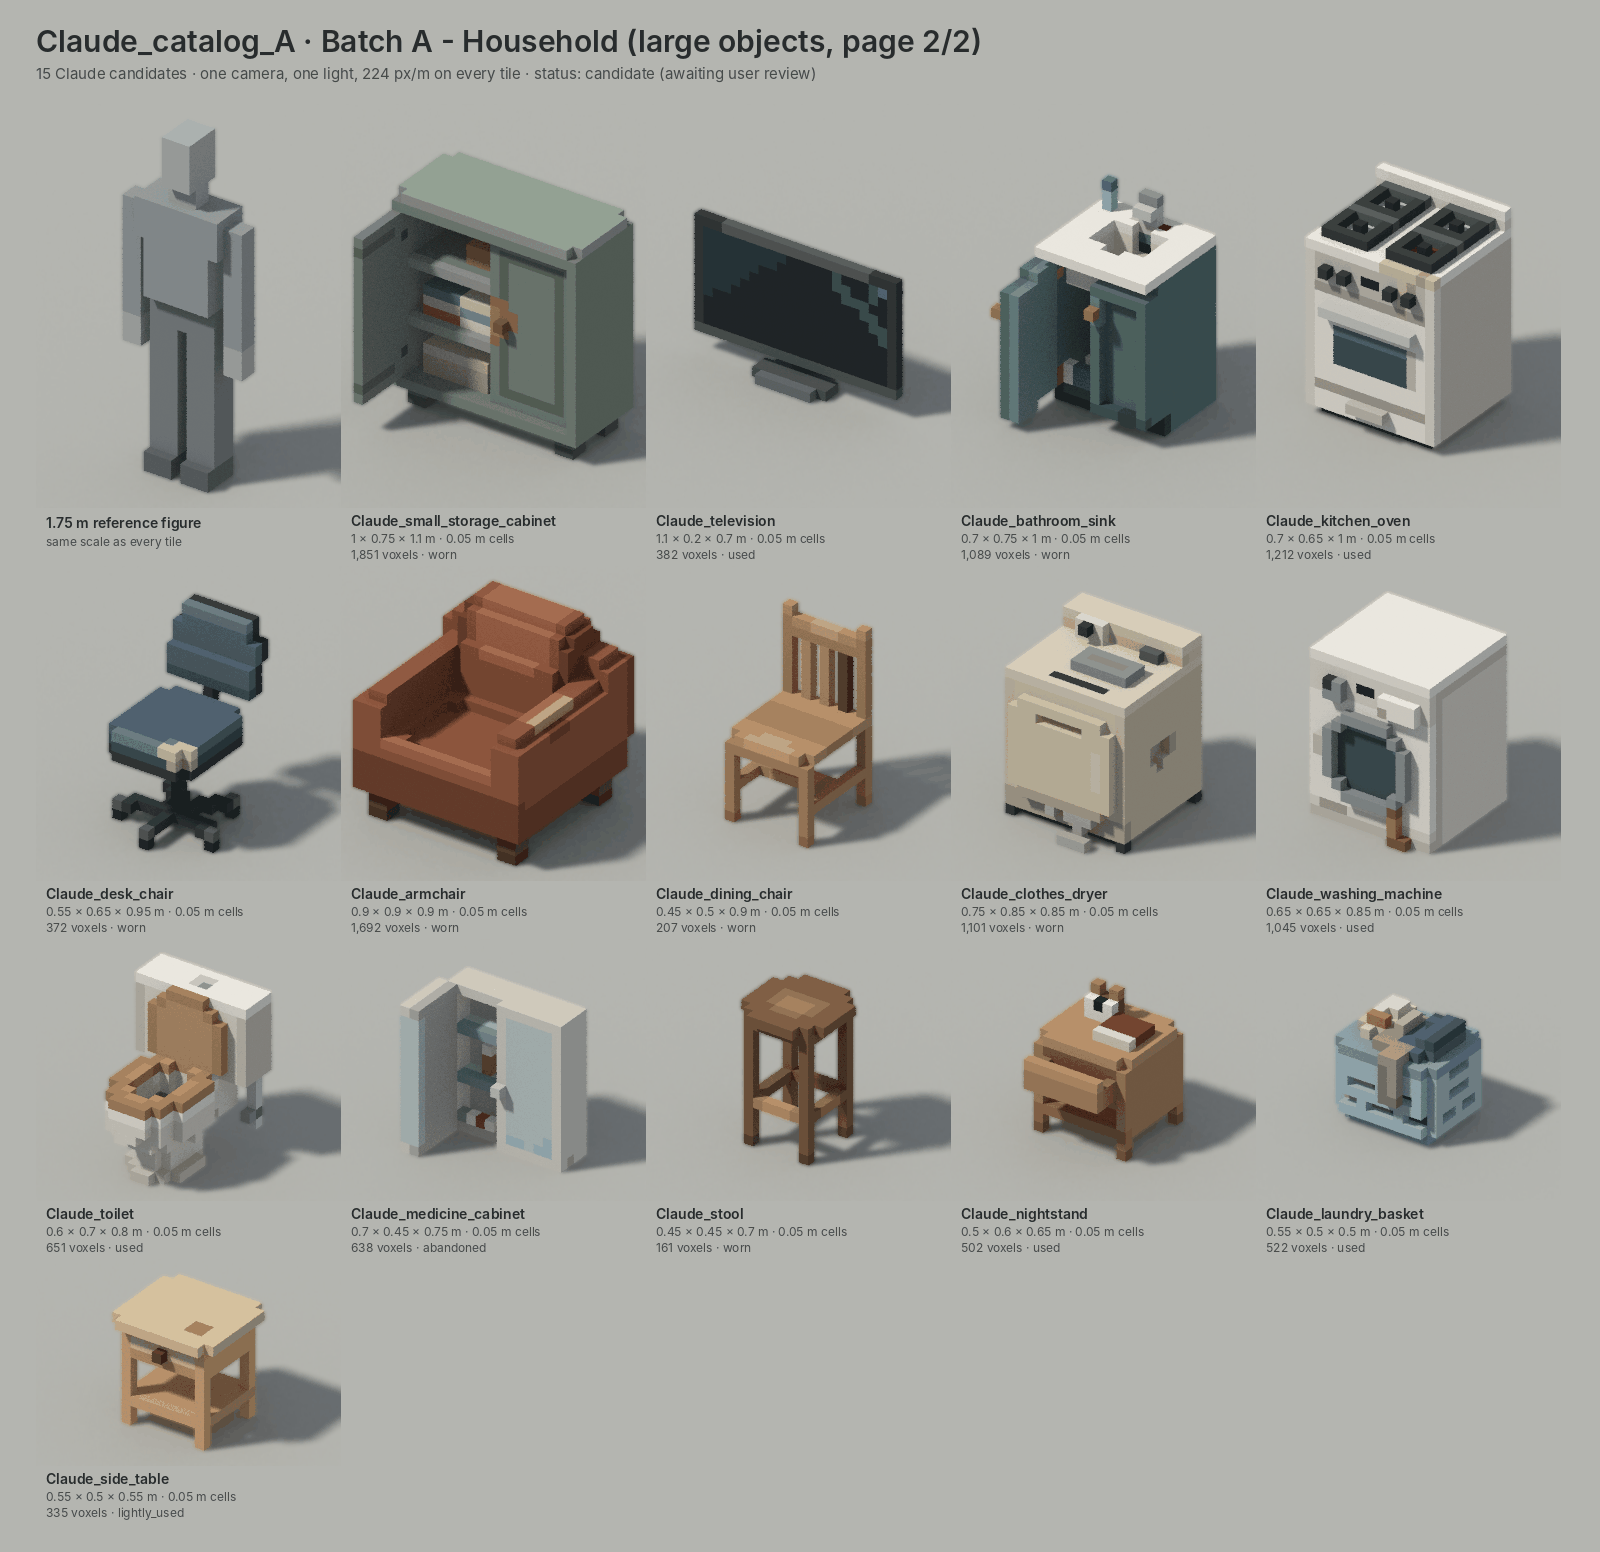 Claude_catalog_A · Batch A - Household (large objects, page 2/2)
15 Claude candidates · one camera, one light, 224 px/m on every tile · status: candidate (awaiting user review)
1.75 m reference figure
same scale as every tile
Claude_small_storage_cabinet
1 × 0.75 × 1.1 m · 0.05 m cells
1,851 voxels · worn
Claude_television
1.1 × 0.2 × 0.7 m · 0.05 m cells
382 voxels · used
Claude_bathroom_sink
0.7 × 0.75 × 1 m · 0.05 m cells
1,089 voxels · worn
Claude_kitchen_oven
0.7 × 0.65 × 1 m · 0.05 m cells
1,212 voxels · used
Claude_desk_chair
0.55 × 0.65 × 0.95 m · 0.05 m cells
372 voxels · worn
Claude_armchair
0.9 × 0.9 × 0.9 m · 0.05 m cells
1,692 voxels · worn
Claude_dining_chair
0.45 × 0.5 × 0.9 m · 0.05 m cells
207 voxels · worn
Claude_clothes_dryer
0.75 × 0.85 × 0.85 m · 0.05 m cells
1,101 voxels · worn
Claude_washing_machine
0.65 × 0.65 × 0.85 m · 0.05 m cells
1,045 voxels · used
Claude_toilet
0.6 × 0.7 × 0.8 m · 0.05 m cells
651 voxels · used
Claude_medicine_cabinet
0.7 × 0.45 × 0.75 m · 0.05 m cells
638 voxels · abandoned
Claude_stool
0.45 × 0.45 × 0.7 m · 0.05 m cells
161 voxels · worn
Claude_nightstand
0.5 × 0.6 × 0.65 m · 0.05 m cells
502 voxels · used
Claude_laundry_basket
0.55 × 0.5 × 0.5 m · 0.05 m cells
522 voxels · used
Claude_side_table
0.55 × 0.5 × 0.55 m · 0.05 m cells
335 voxels · lightly_used